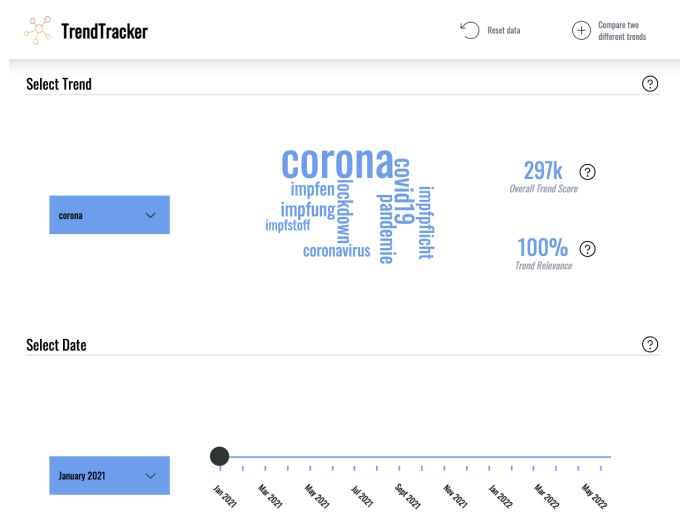 TrendTracker
Reset data
Compare two
different trends
Select Trend
corona
corona
impfen
impfung
impfstoff
coronavirus
lockdown
covid19
pandemie
impfpflicht
297k
Overall Trend Score
100%
Trend Relevance
Select Date
January 2021
Jan 2021
Mar 2021
May 2021
Jul 2021
Sept 2021
Nov 2021
Jan 2022
Mar 2022
May 2022